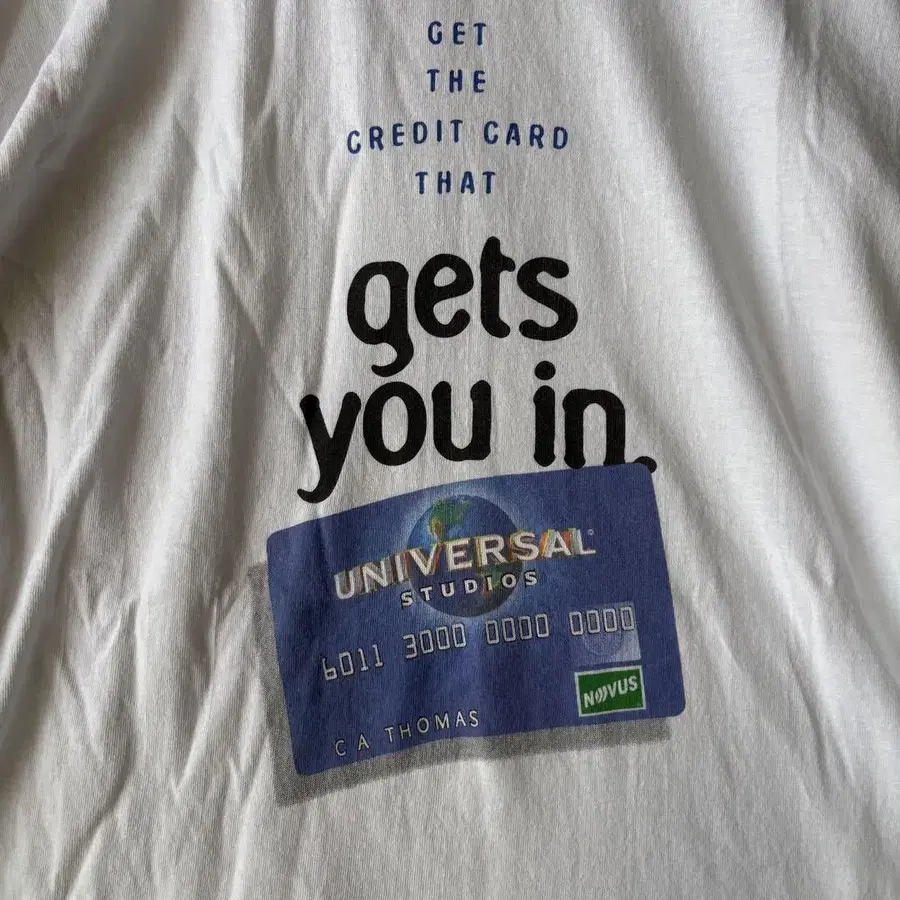 GET
THE
CREDIT CARD
THAT
gets
you in.
UNIVERSAL®
STUDIOS
6011 3000 0000 0000
NOVUS
C A THOMAS